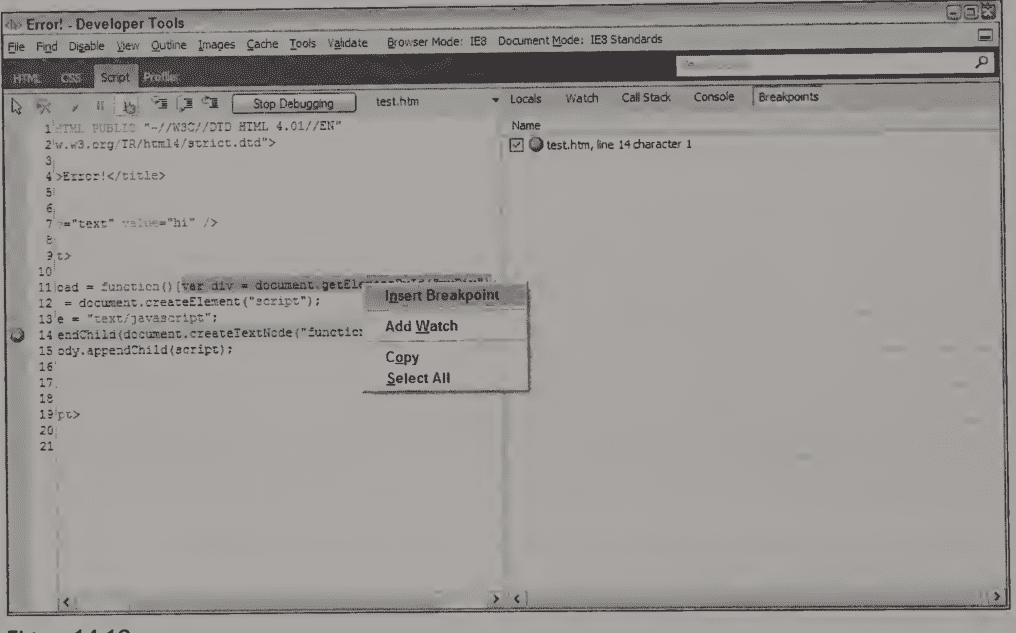 Error! - Developer Tools
File Find Disable View Outline Images Cache Tools Validate Browser Mode: IE8 Document Mode: IE8 Standards
HTML CSS Script Profiler
Stop Debugging test.htm Locals Watch Call Stack Console Breakpoints
Name
test.htm, line 14 character 1
1 HTML PUBLIC "-//W3C//DTD HTML 4.01//EN"
2 w.w3.org/TR/html4/strict.dtd">
3
4 >Error!</title>
5
6
7 ="text" value="hi" />
8
9 t>
10
11 oad = function(){var div = document.
12 = document.createElement("script");
13 e = "text/javascript";
14 endChild(document.createTextNode("function
15 ody.appendChild(script);
16
17
18
19 pt>
20
21
Insert Breakpoint
Add Watch
Copy
Select All